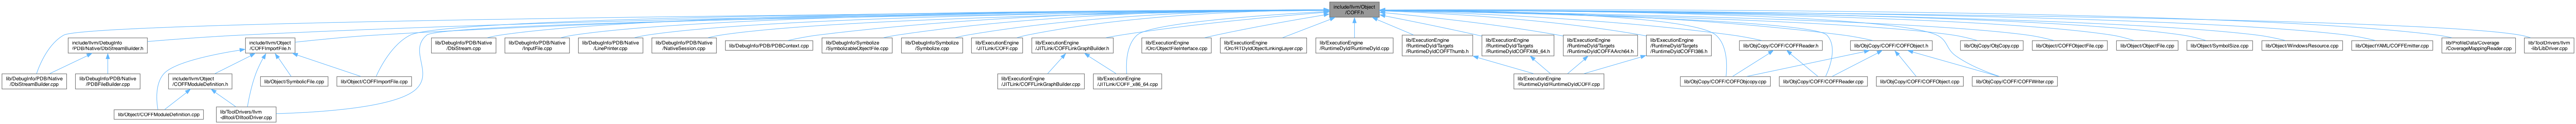 include/llvm/Object
/COFF.h
include/llvm/DebugInfo
/PDB/Native/DbiStreamBuilder.h
include/llvm/Object
/COFFImportFile.h
lib/DebugInfo/PDB/Native
/DbiStream.cpp
lib/DebugInfo/PDB/Native
/InputFile.cpp
lib/DebugInfo/PDB/Native
/LinePrinter.cpp
lib/DebugInfo/PDB/Native
/NativeSession.cpp
lib/DebugInfo/PDB/PDBContext.cpp
lib/DebugInfo/Symbolize
/SymbolizableObjectFile.cpp
lib/DebugInfo/Symbolize
/Symbolize.cpp
lib/ExecutionEngine
/JITLink/COFF.cpp
lib/ExecutionEngine
/JITLink/COFFLinkGraphBuilder.h
lib/ExecutionEngine
/Orc/ObjectFileInterface.cpp
lib/ExecutionEngine
/Orc/RTDyldObjectLinkingLayer.cpp
lib/ExecutionEngine
/RuntimeDyld/RuntimeDyld.cpp
lib/ExecutionEngine
/RuntimeDyld/Targets
/RuntimeDyldCOFFThumb.h
lib/ExecutionEngine
/RuntimeDyld/Targets
/RuntimeDyldCOFFX86_64.h
lib/ExecutionEngine
/RuntimeDyld/Targets
/RuntimeDyldCOFFAArch64.h
lib/ExecutionEngine
/RuntimeDyld/Targets
/RuntimeDyldCOFFI386.h
lib/ObjCopy/COFF/COFFReader.h
lib/ObjCopy/COFF/COFFObject.h
lib/ObjCopy/ObjCopy.cpp
lib/Object/COFFObjectFile.cpp
lib/Object/ObjectFile.cpp
lib/Object/SymbolSize.cpp
lib/Object/WindowsResource.cpp
lib/ObjectYAML/COFFEmitter.cpp
lib/ProfileData/Coverage
/CoverageMappingReader.cpp
lib/ToolDrivers/llvm
-lib/LibDriver.cpp
lib/DebugInfo/PDB/Native
/DbiStreamBuilder.cpp
lib/DebugInfo/PDB/Native
/PDBFileBuilder.cpp
include/llvm/Object
/COFFModuleDefinition.h
lib/Object/SymbolicFile.cpp
lib/Object/COFFImportFile.cpp
lib/ExecutionEngine
/JITLink/COFFLinkGraphBuilder.cpp
lib/ExecutionEngine
/JITLink/COFF_x86_64.cpp
lib/ExecutionEngine
/RuntimeDyld/RuntimeDyldCOFF.cpp
lib/ObjCopy/COFF/COFFObjcopy.cpp
lib/ObjCopy/COFF/COFFReader.cpp
lib/ObjCopy/COFF/COFFObject.cpp
lib/ObjCopy/COFF/COFFWriter.cpp
lib/Object/COFFModuleDefinition.cpp
lib/ToolDrivers/llvm
-dlltool/DlltoolDriver.cpp